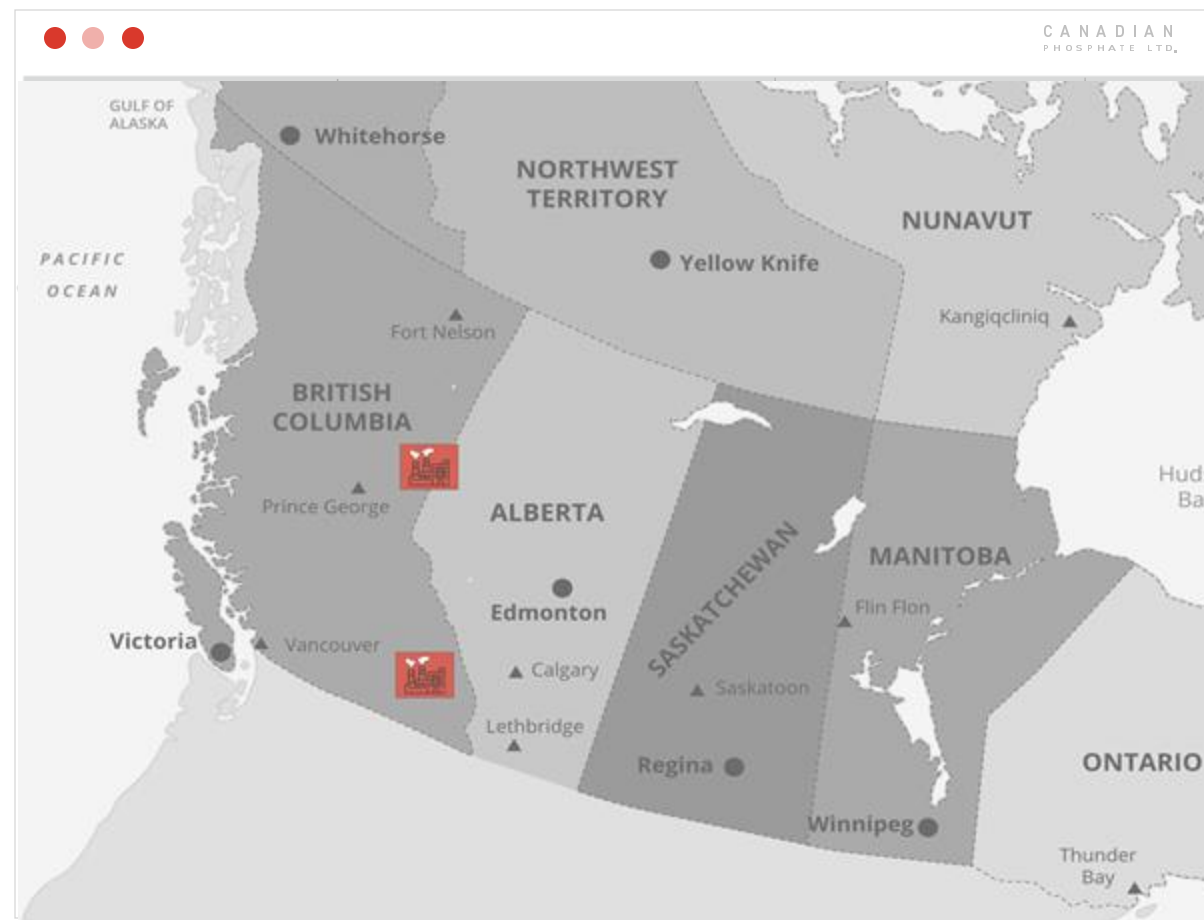 CANADIAN
PHOSPHATE LTD.
GULF OF
ALASKA
Whitehorse
NORTHWEST
TERRITORY
NUNAVUT
PACIFIC
OCEAN
Yellow Knife
Kangiqcliniq
Fort Nelson
BRITISH
COLUMBIA
Hud
Ba
Prince George
ALBERTA
SASKATCHEWAN
MANITOBA
Edmonton
Flin Flon
Victoria
Vancouver
Calgary
Saskatoon
Lethbridge
Regina
ONTARIO
Winnipeg
Thunder
Bay